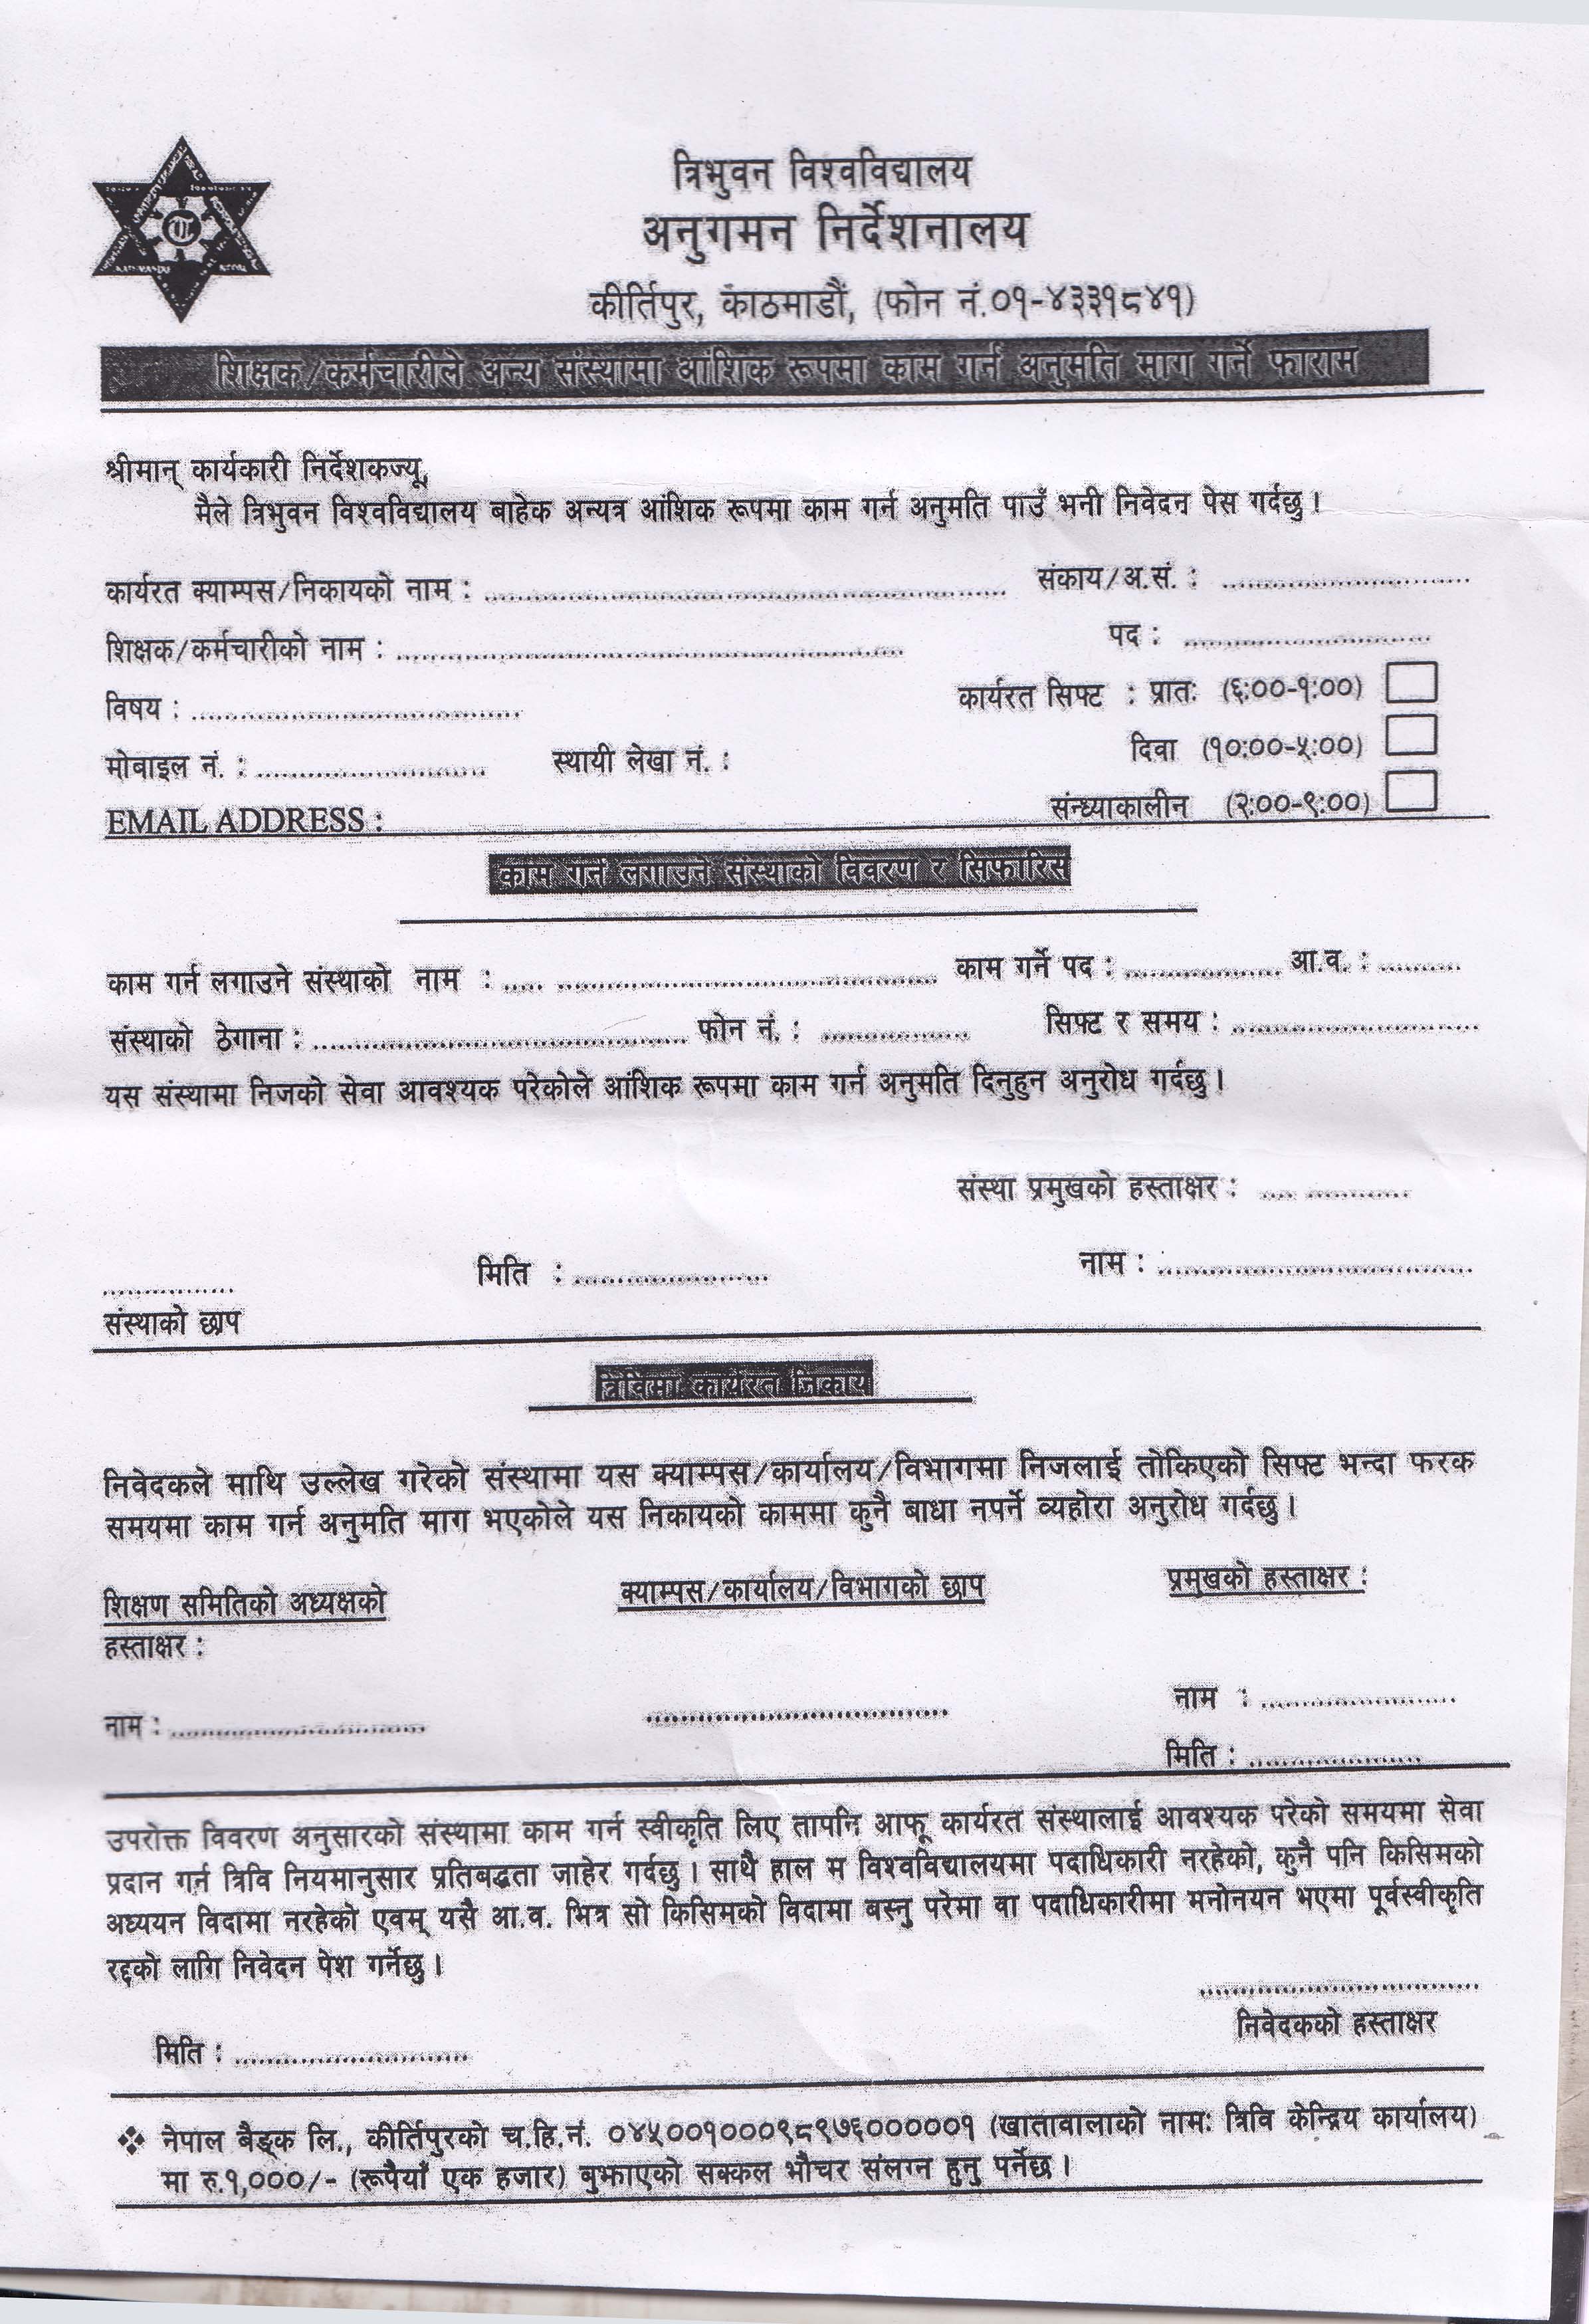 त्रिभुवन विश्वविद्यालय
अनुगमन निर्देशनालय
कीर्तिपुर, काठमाडौं, (फोन नं.०१-४३३१८४१)
शिक्षक/कर्मचारीले अन्य संस्थामा आंशिक रूपमा काम गर्न अनुमति माग गर्ने फाराम
श्रीमान् कार्यकारी निर्देशकज्यू,
मैले त्रिभुवन विश्वविद्यालय बाहेक अन्यत्र आंशिक रूपमा काम गर्न अनुमति पाउँ भनी निवेदन पेस गर्दछु ।
कार्यरत क्याम्पस/निकायको नाम : ........................ संकाय/अ.सं. : ........................
शिक्षक/कर्मचारीको नाम : ........................ पद : ........................
विषय : ........................ कार्यरत सिफ्ट : प्रातः (६:००-१:००)
दिवा (१०:००-५:००)
मोबाइल नं. : ........................ स्थायी लेखा नं. :
संन्ध्याकालीन (२:००-९:००)
EMAIL ADDRESS :
काम गर्न लगाउने संस्थाको विवरण र सिफारिस
काम गर्न लगाउने संस्थाको नाम : ........................ काम गर्ने पद : ................ आ.व. : ..........
संस्थाको ठेगाना : ........................ फोन नं. : ................ सिफ्ट र समय : ........................
यस संस्थामा निजको सेवा आवश्यक परेकोले आंशिक रूपमा काम गर्न अनुमति दिनुहुन अनुरोध गर्दछु ।
संस्था प्रमुखको हस्ताक्षर : ................
................ मिति : ........................ नाम : ........................
संस्थाको छाप
त्रिविमा कार्यरत निकाय
निवेदकले माथि उल्लेख गरेको संस्थामा यस क्याम्पस/कार्यालय/विभागमा निजलाई तोकिएको सिफ्ट भन्दा फरक
समयमा काम गर्न अनुमति माग भएकोले यस निकायको काममा कुनै बाधा नपर्ने व्यहोरा अनुरोध गर्दछु ।
शिक्षण समितिको अध्यक्षको क्याम्पस/कार्यालय/विभागको छाप प्रमुखको हस्ताक्षर :
हस्ताक्षर :
नाम : ........................ ........................ नाम : ........................
मिति : ........................
उपरोक्त विवरण अनुसारको संस्थामा काम गर्न स्वीकृति लिए तापनि आफू कार्यरत संस्थालाई आवश्यक परेको समयमा सेवा
प्रदान गर्न त्रिवि नियमानुसार प्रतिबद्धता जाहेर गर्दछु । साथै हाल म विश्वविद्यालयमा पदाधिकारी नरहेको, कुनै पनि किसिमको
अध्ययन विदामा नरहेको एवम् यसै आ.व. भित्र सो किसिमको विदामा बस्नु परेमा वा पदाधिकारीमा मनोनयन भएमा पूर्वस्वीकृति
रद्दको लागि निवेदन पेश गर्नेछु ।
........................
निवेदकको हस्ताक्षर
मिति : ........................
❖ नेपाल बैङ्क लि., कीर्तिपुरको च.हि.नं. ०४५००१०००९८९७६००००००१ (खातावालाको नामः त्रिवि केन्द्रिय कार्यालय)
मा रु.१,०००/- (रूपैयाँ एक हजार) बुझाएको सक्कल भौचर संलग्न हुनु पर्नेछ ।